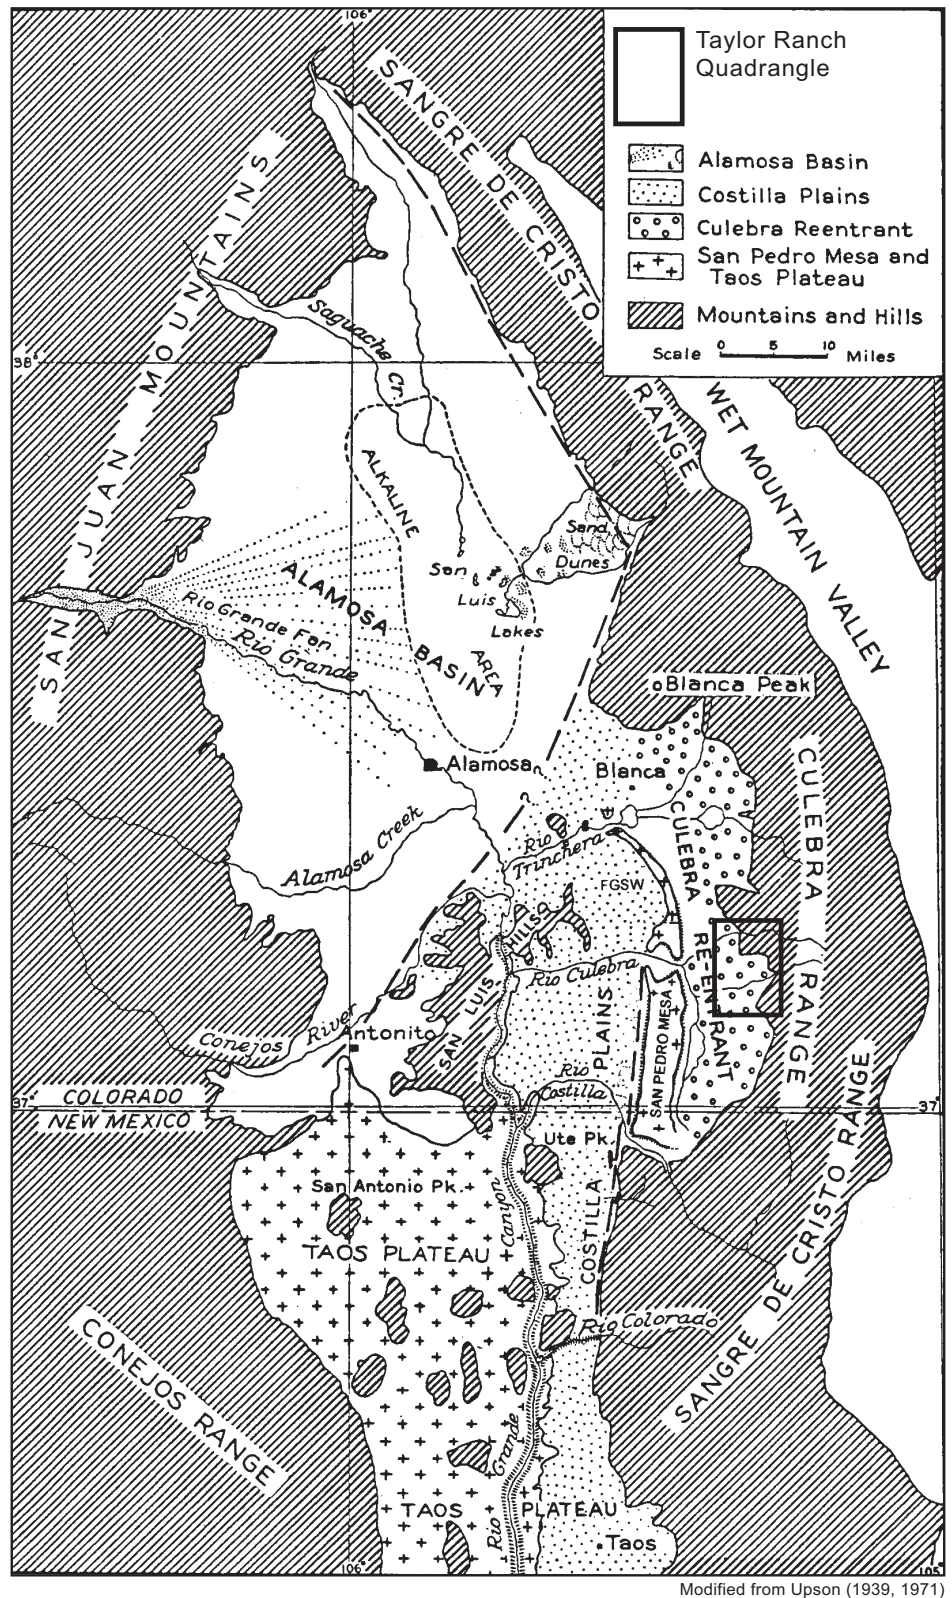 106°
Taylor Ranch
Quadrangle
Alamosa Basin
Costilla Plains
Culebra Reentrant
San Pedro Mesa and
Taos Plateau
Mountains and Hills
Scale 0 5 10 Miles
SANGRE DE CRISTO
RANGE
SAN JUAN MOUNTAINS
Saguache Cr.
38°
WET MOUNTAIN VALLEY
ALKALINE
AREA
Sand
Dunes
San
Luis
Lakes
ALAMOSA
BASIN
Rio Grande Fan
Rio Grande
Blanca Peak
Alamosa
Blanca
CULEBRA
RE-ENTRANT
CULEBRA RANGE
Alamosa Creek
Rio
Trinchera
FGSW
SAN LUIS HILLS
Rio Culebra
COSTILLA
PLAINS
SAN PEDRO MESA
Conejos River
Antonito
Rio
Costilla
37°
COLORADO
NEW MEXICO
37°
Ute Pk.
San Antonio Pk.
Canyon
TAOS PLATEAU
SANGRE DE CRISTO RANGE
Rio Colorado
CONEJOS RANGE
Rio Grande
TAOS PLATEAU
Taos
106°
105°
Modified from Upson (1939, 1971)